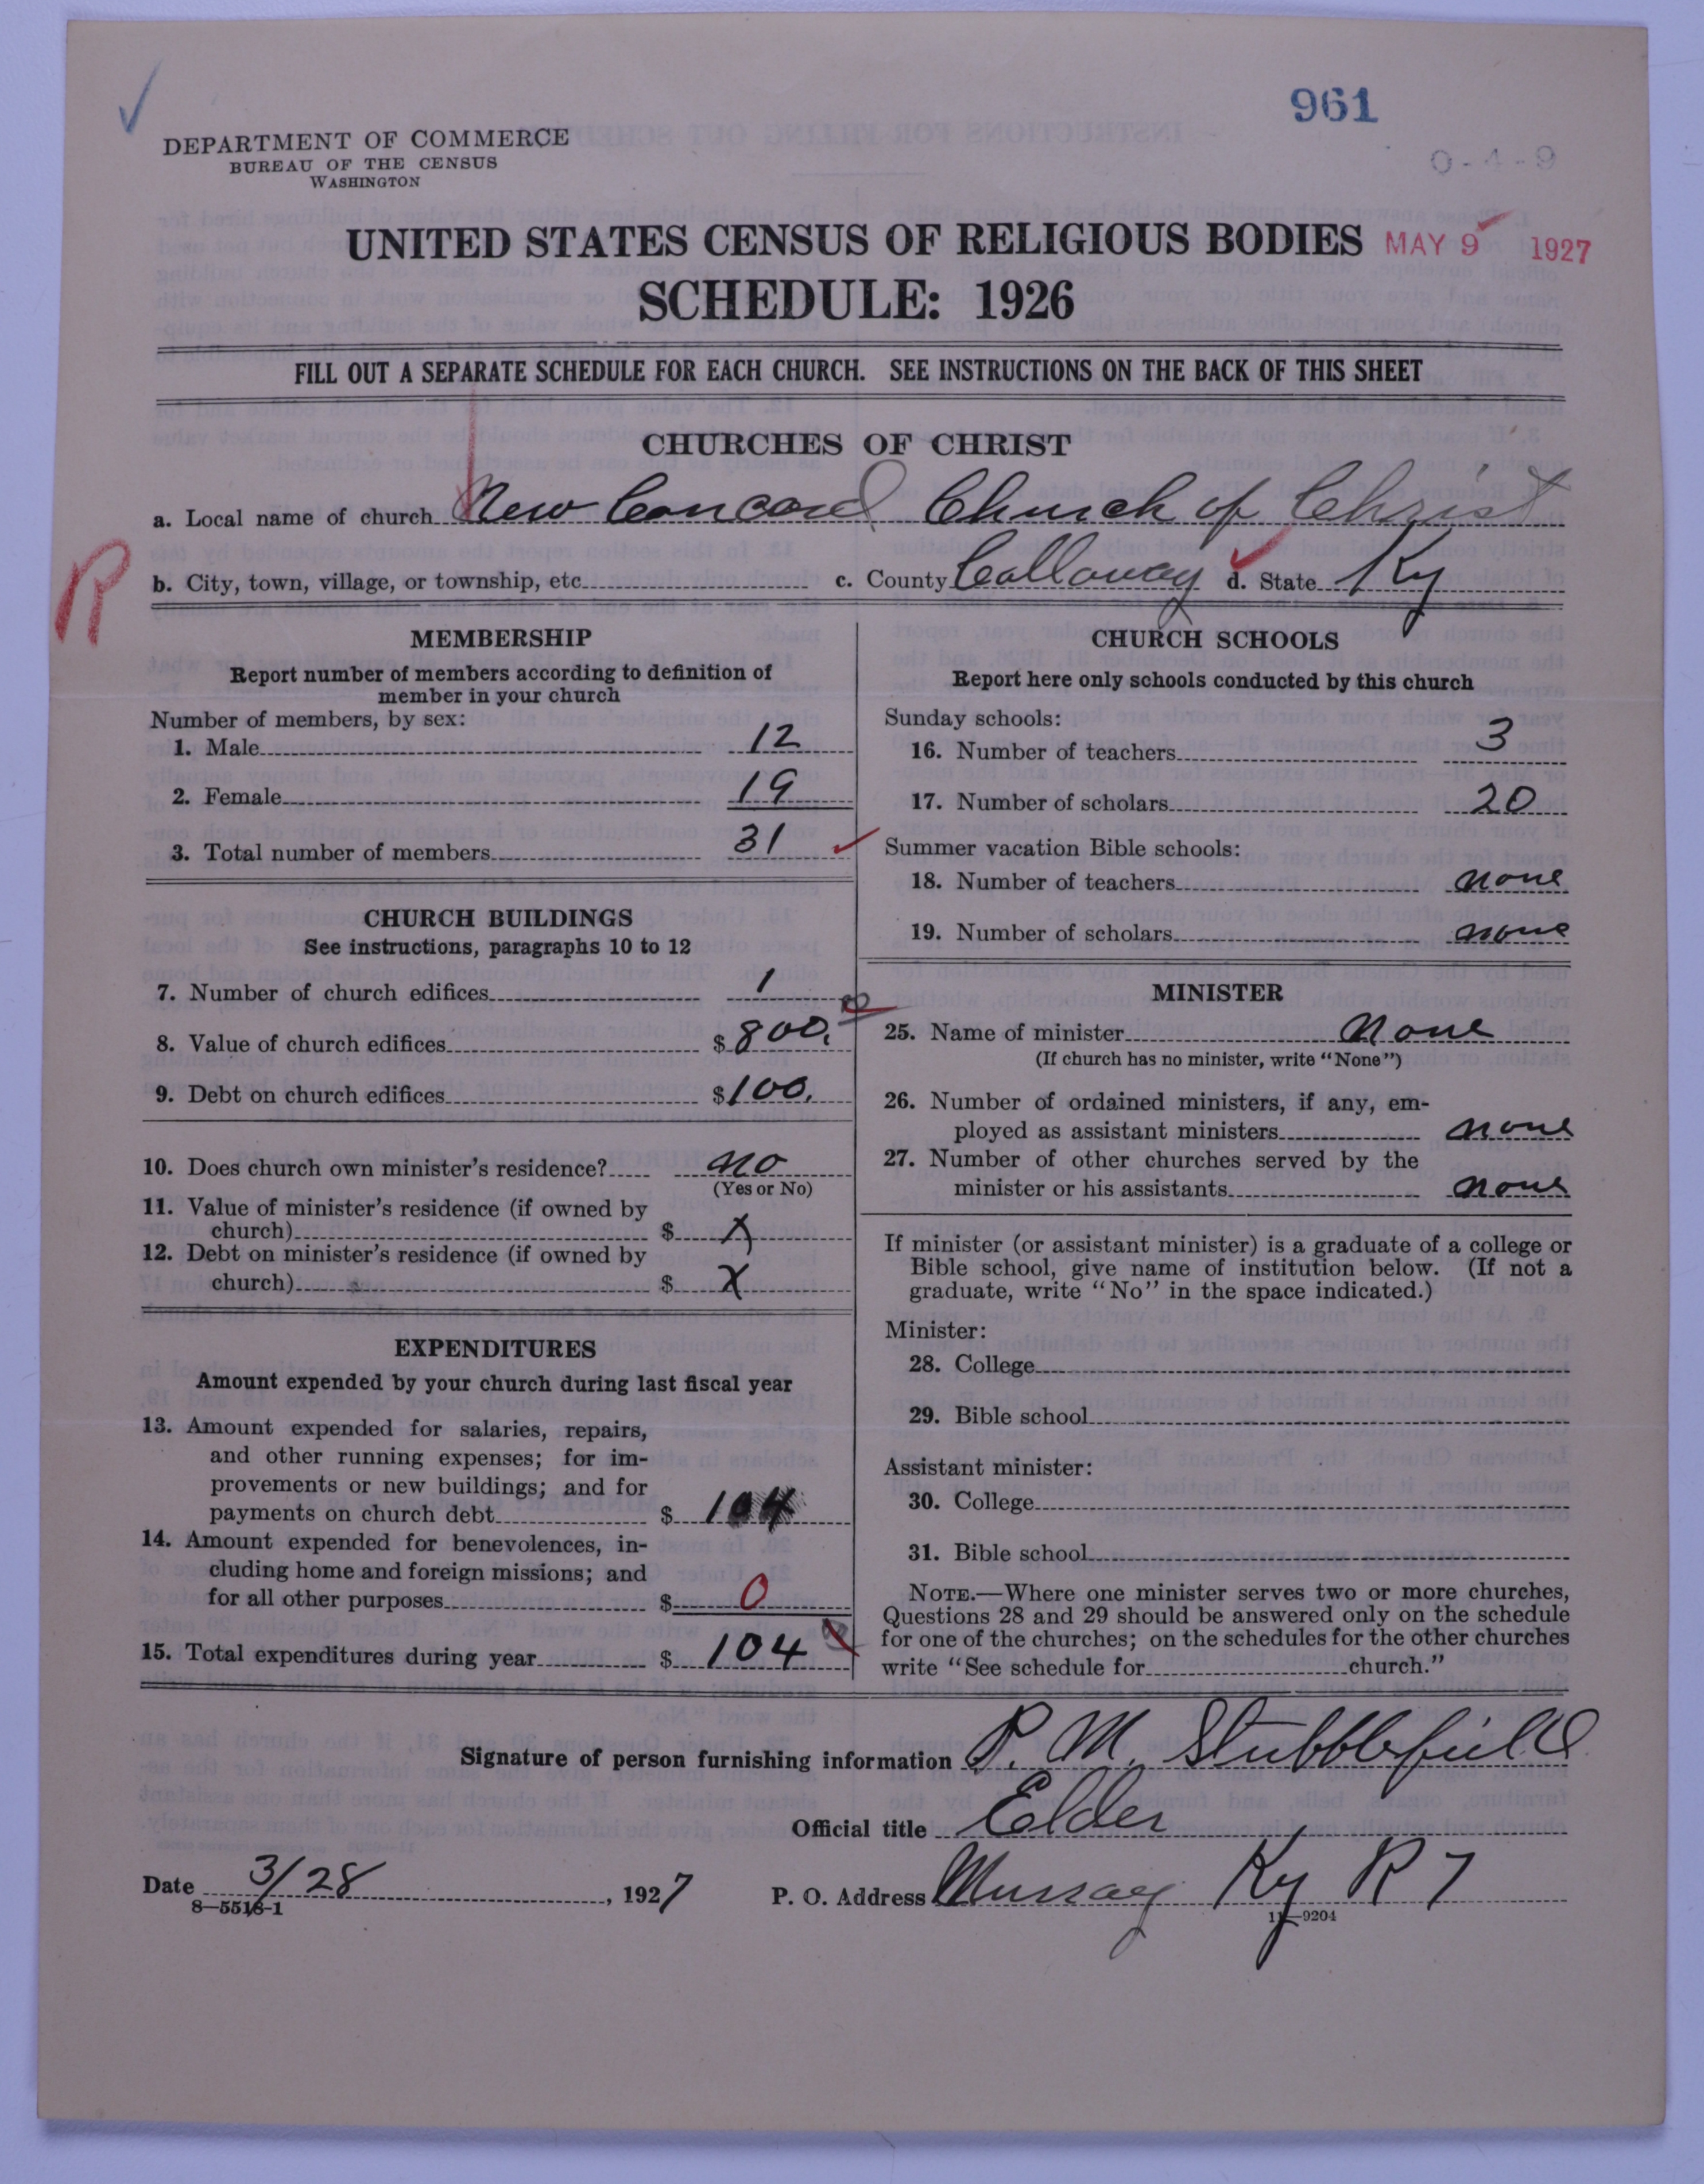 961
DEPARTMENT OF COMMERCE
BUREAU OF THE CENSUS
WASHINGTON
0-4-9
UNITED STATES CENSUS OF RELIGIOUS BODIES
MAY 9 1927
SCHEDULE: 1926
FILL OUT A SEPARATE SCHEDULE FOR EACH CHURCH. SEE INSTRUCTIONS ON THE BACK OF THIS SHEET
CHURCHES OF CHRIST
a. Local name of church New Concord Church of Christ
R
b. City, town, village, or township, etc. c. County Calloway d. State Ky
MEMBERSHIP
Report number of members according to definition of
member in your church
Number of members, by sex:
1. Male 12
2. Female 19
3. Total number of members 31
CHURCH BUILDINGS
See instructions, paragraphs 10 to 12
7. Number of church edifices 1
8. Value of church edifices $ 800.
9. Debt on church edifices $ 100.
10. Does church own minister's residence? no
(Yes or No)
11. Value of minister's residence (if owned by
church) $ X
12. Debt on minister's residence (if owned by
church) $ X
EXPENDITURES
Amount expended by your church during last fiscal year
13. Amount expended for salaries, repairs,
and other running expenses; for im-
provements or new buildings; and for
payments on church debt $ 104
14. Amount expended for benevolences, in-
cluding home and foreign missions; and
for all other purposes $ 0
15. Total expenditures during year $ 104
CHURCH SCHOOLS
Report here only schools conducted by this church
Sunday schools:
16. Number of teachers 3
17. Number of scholars 20
Summer vacation Bible schools:
18. Number of teachers none
19. Number of scholars none
MINISTER
25. Name of minister none
(If church has no minister, write "None")
26. Number of ordained ministers, if any, em-
ployed as assistant ministers none
27. Number of other churches served by the
minister or his assistants none
If minister (or assistant minister) is a graduate of a college or
Bible school, give name of institution below. (If not a
graduate, write "No" in the space indicated.)
Minister:
28. College
29. Bible school
Assistant minister:
30. College
31. Bible school
NOTE.—Where one minister serves two or more churches,
Questions 28 and 29 should be answered only on the schedule
for one of the churches; on the schedules for the other churches
write "See schedule for church."
Signature of person furnishing information P. M. Stubblefield
Official title Elder
Date 3/28, 1927 P. O. Address Murray Ky R 7
8—5518-1
11—9204